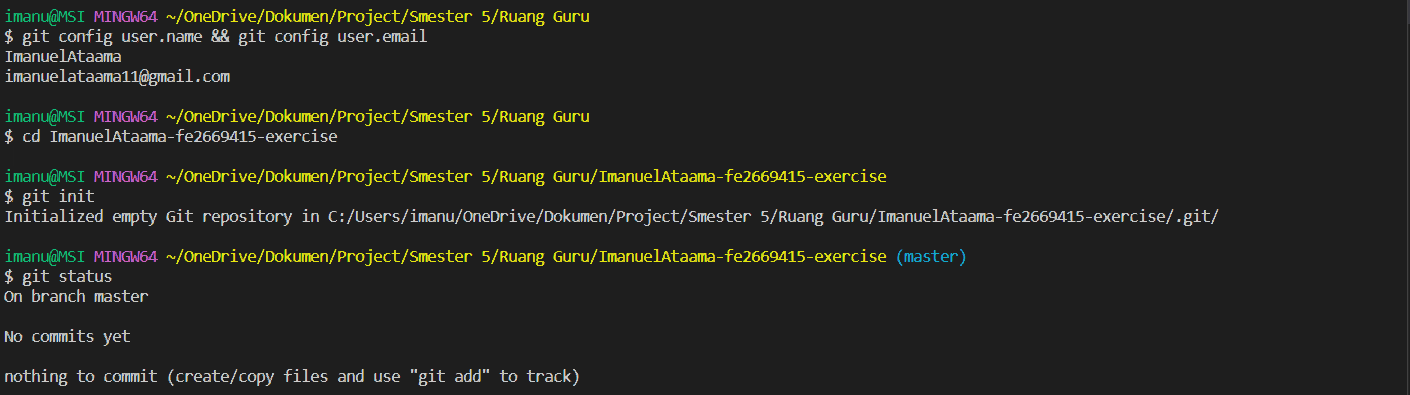 imanu@MSI MINGW64 ~/OneDrive/Dokumen/Project/Smester 5/Ruang Guru
$ git config user.name && git config user.email
ImanuelAtaama
imanuelataama11@gmail.com
imanu@MSI MINGW64 ~/OneDrive/Dokumen/Project/Smester 5/Ruang Guru
$ cd ImanuelAtaama-fe2669415-exercise
imanu@MSI MINGW64 ~/OneDrive/Dokumen/Project/Smester 5/Ruang Guru/ImanuelAtaama-fe2669415-exercise
$ git init
Initialized empty Git repository in C:/Users/imanu/OneDrive/Dokumen/Project/Smester 5/Ruang Guru/ImanuelAtaama-fe2669415-exercise/.git/
imanu@MSI MINGW64 ~/OneDrive/Dokumen/Project/Smester 5/Ruang Guru/ImanuelAtaama-fe2669415-exercise (master)
$ git status
On branch master
No commits yet
nothing to commit (create/copy files and use "git add" to track)